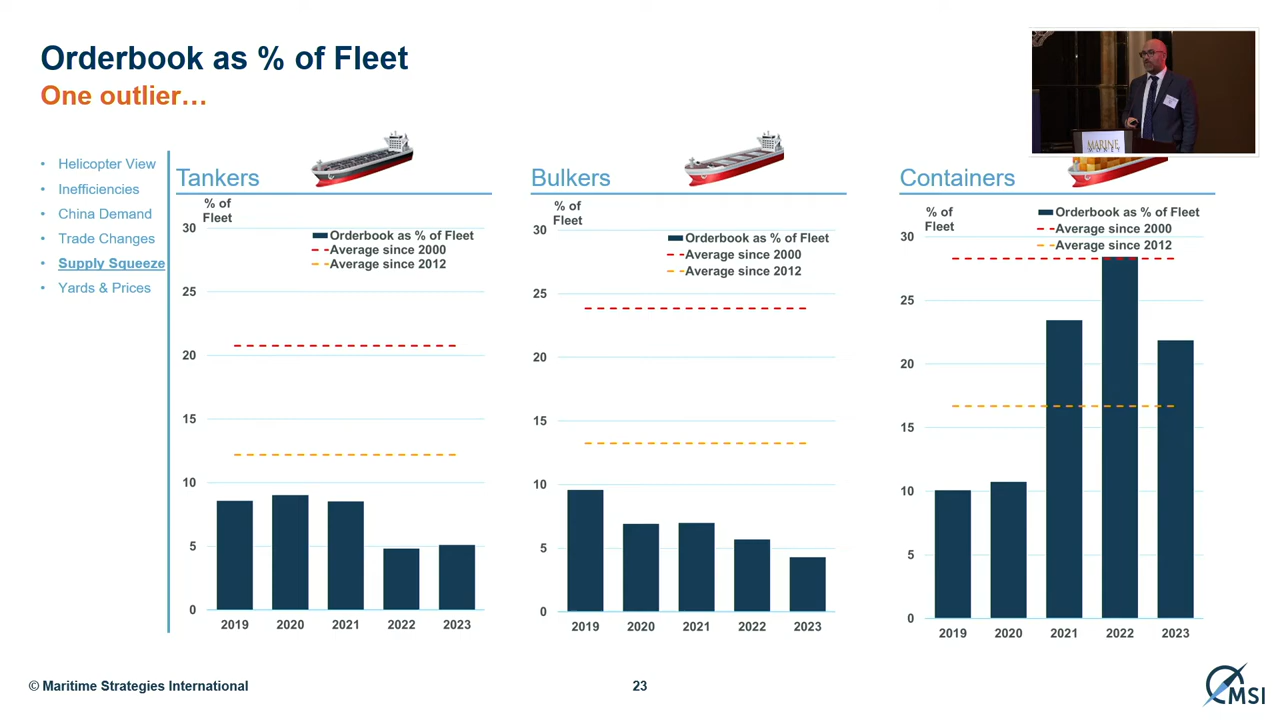 Orderbook as % of Fleet
One outlier…
• Helicopter View
• Inefficiencies
• China Demand
• Trade Changes
• Supply Squeeze
• Yards & Prices
Tankers
% of
Fleet
30
25
20
15
10
5
0
Orderbook as % of Fleet
Average since 2000
Average since 2012
2019 2020 2021 2022 2023
Bulkers
% of
Fleet
30
25
20
15
10
5
0
Orderbook as % of Fleet
Average since 2000
Average since 2012
2019 2020 2021 2022 2023
MARINE
MONEY
Containers
% of
Fleet
30
25
20
15
10
5
0
Orderbook as % of Fleet
Average since 2000
Average since 2012
2019 2020 2021 2022 2023
© Maritime Strategies International
23
MSI